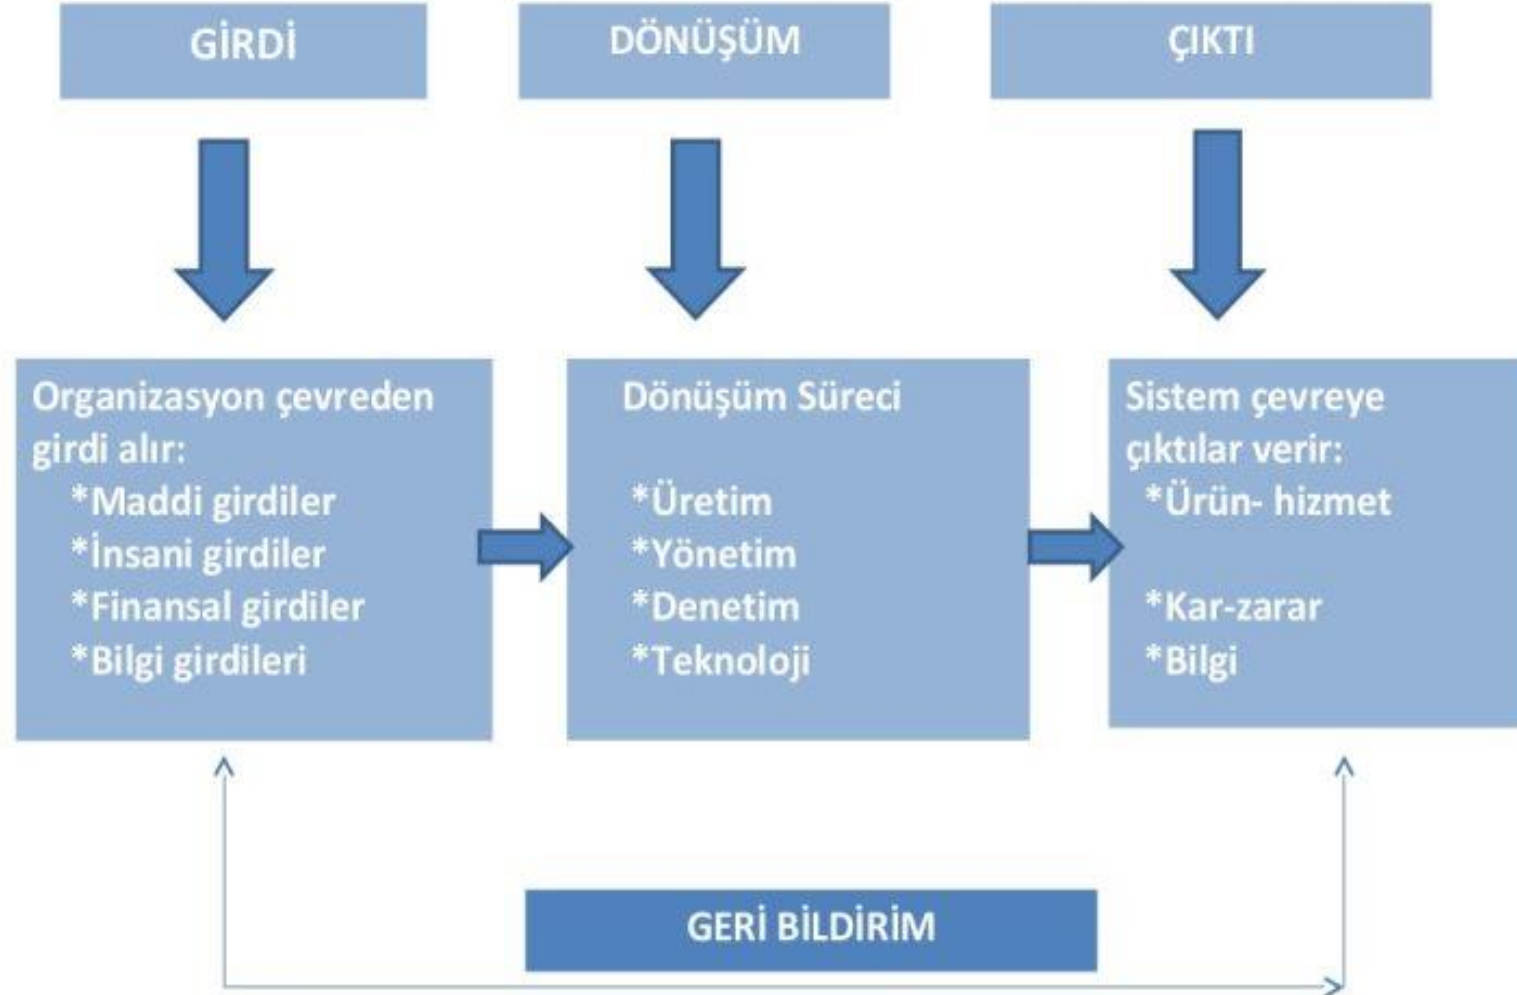 GİRDİ
DÖNÜŞÜM
ÇIKTI
Organizasyon çevreden
girdi alır:
*Maddi girdiler
*İnsani girdiler
*Finansal girdiler
*Bilgi girdileri
Dönüşüm Süreci
*Üretim
*Yönetim
*Denetim
*Teknoloji
Sistem çevreye
çıktılar verir:
*Ürün- hizmet
*Kar-zarar
*Bilgi
GERİ BİLDİRİM